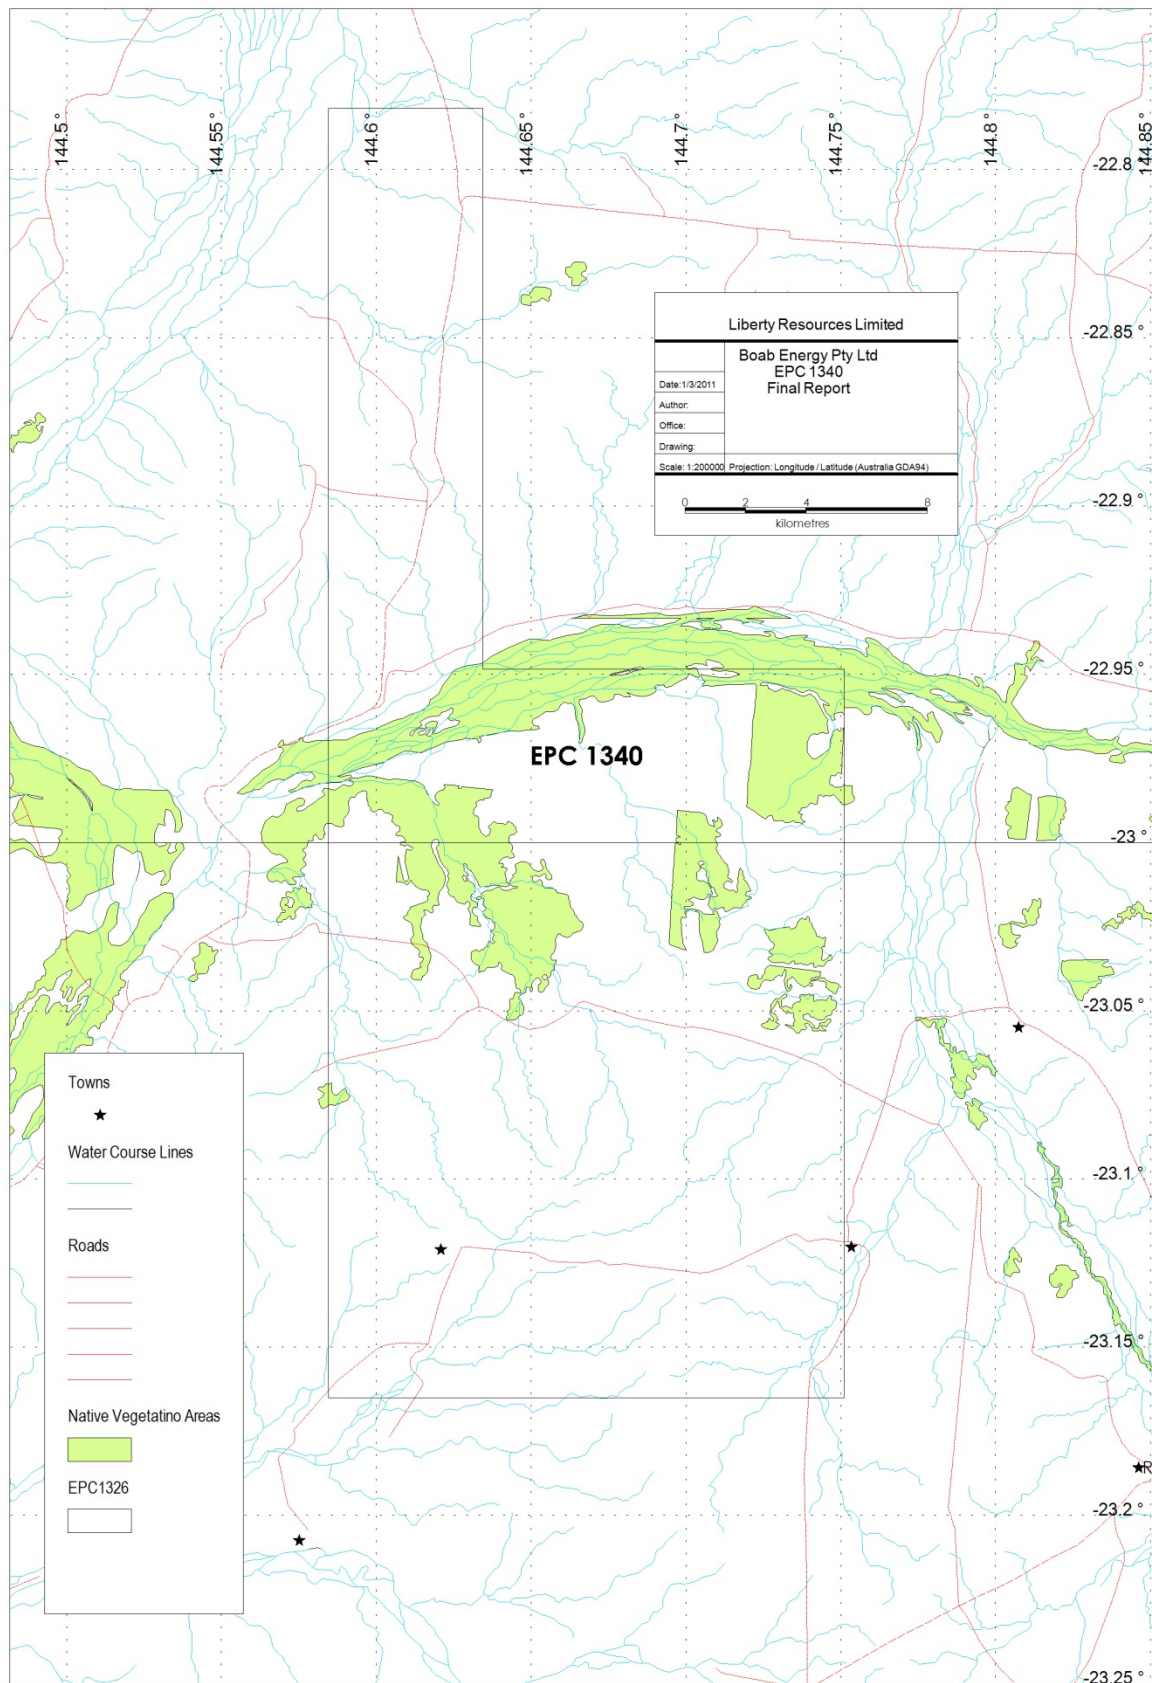 144.5 °
144.55 °
144.6 °
144.65 °
144.7 °
144.75 °
144.8 °
144.85 °
-22.8 °
-22.85 °
-22.9 °
-22.95 °
-23 °
-23.05 °
-23.1 °
-23.15 °
-23.2 °
-23.25 °
Liberty Resources Limited
Boab Energy Pty Ltd
EPC 1340
Final Report
Date:1/3/2011
Author:
Office:
Drawing:
Scale: 1:200000 Projection: Longitude / Latitude (Australia GDA94)
0 2 4 8
kilometres
EPC 1340
Towns
Water Course Lines
Roads
Native Vegetatino Areas
EPC1326
R